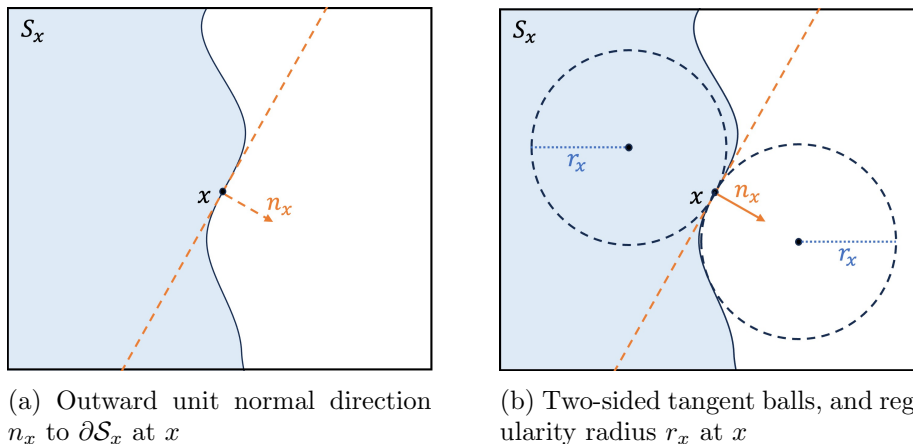 S_x
x
n_x
S_x
r_x
x
n_x
r_x
(a) Outward unit normal direction
n_x to ∂S_x at x
(b) Two-sided tangent balls, and reg
ularity radius r_x at x